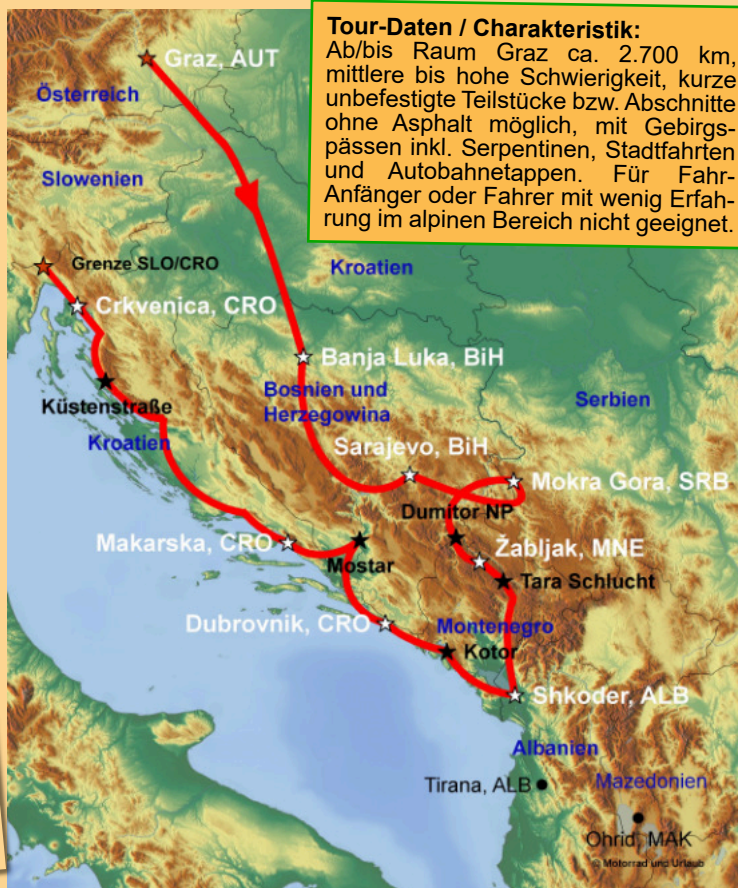 Tour-Daten / Charakteristik:
Ab/bis Raum Graz ca. 2.700 km,
mittlere bis hohe Schwierigkeit, kurze
unbefestigte Teilstücke bzw. Abschnitte
ohne Asphalt möglich, mit Gebirgs-
pässen inkl. Serpentinen, Stadtfahrten
und Autobahnetappen. Für Fahr-
Anfänger oder Fahrer mit wenig Erfah-
rung im alpinen Bereich nicht geeignet.
Graz, AUT
Österreich
Slowenien
Grenze SLO/CRO
Kroatien
Crkvenica, CRO
Banja Luka, BiH
Küstenstraße
Bosnien und
Herzegowina
Serbien
Kroatien
Sarajevo, BiH
Mokra Gora, SRB
Dumitor NP
Makarska, CRO
Mostar
Žabljak, MNE
Tara Schlucht
Dubrovnik, CRO
Montenegro
Kotor
Shkoder, ALB
Albanien
Tirana, ALB
Mazedonien
Ohrid, MAK
© Motorrad und Urlaub